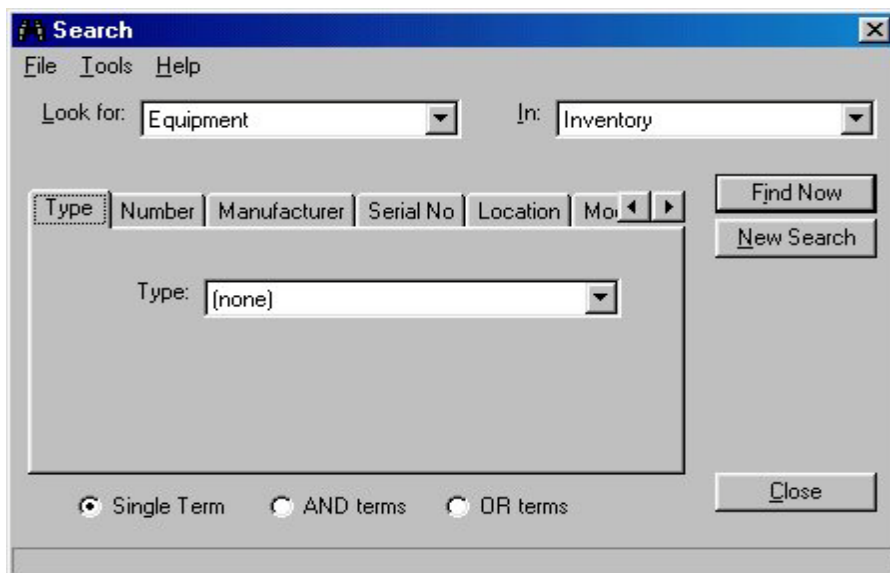 Search
File Tools Help
Look for: Equipment In: Inventory
Type Number Manufacturer Serial No Location
Find Now
New Search
Type: (none)
Single Term AND terms OR terms
Close